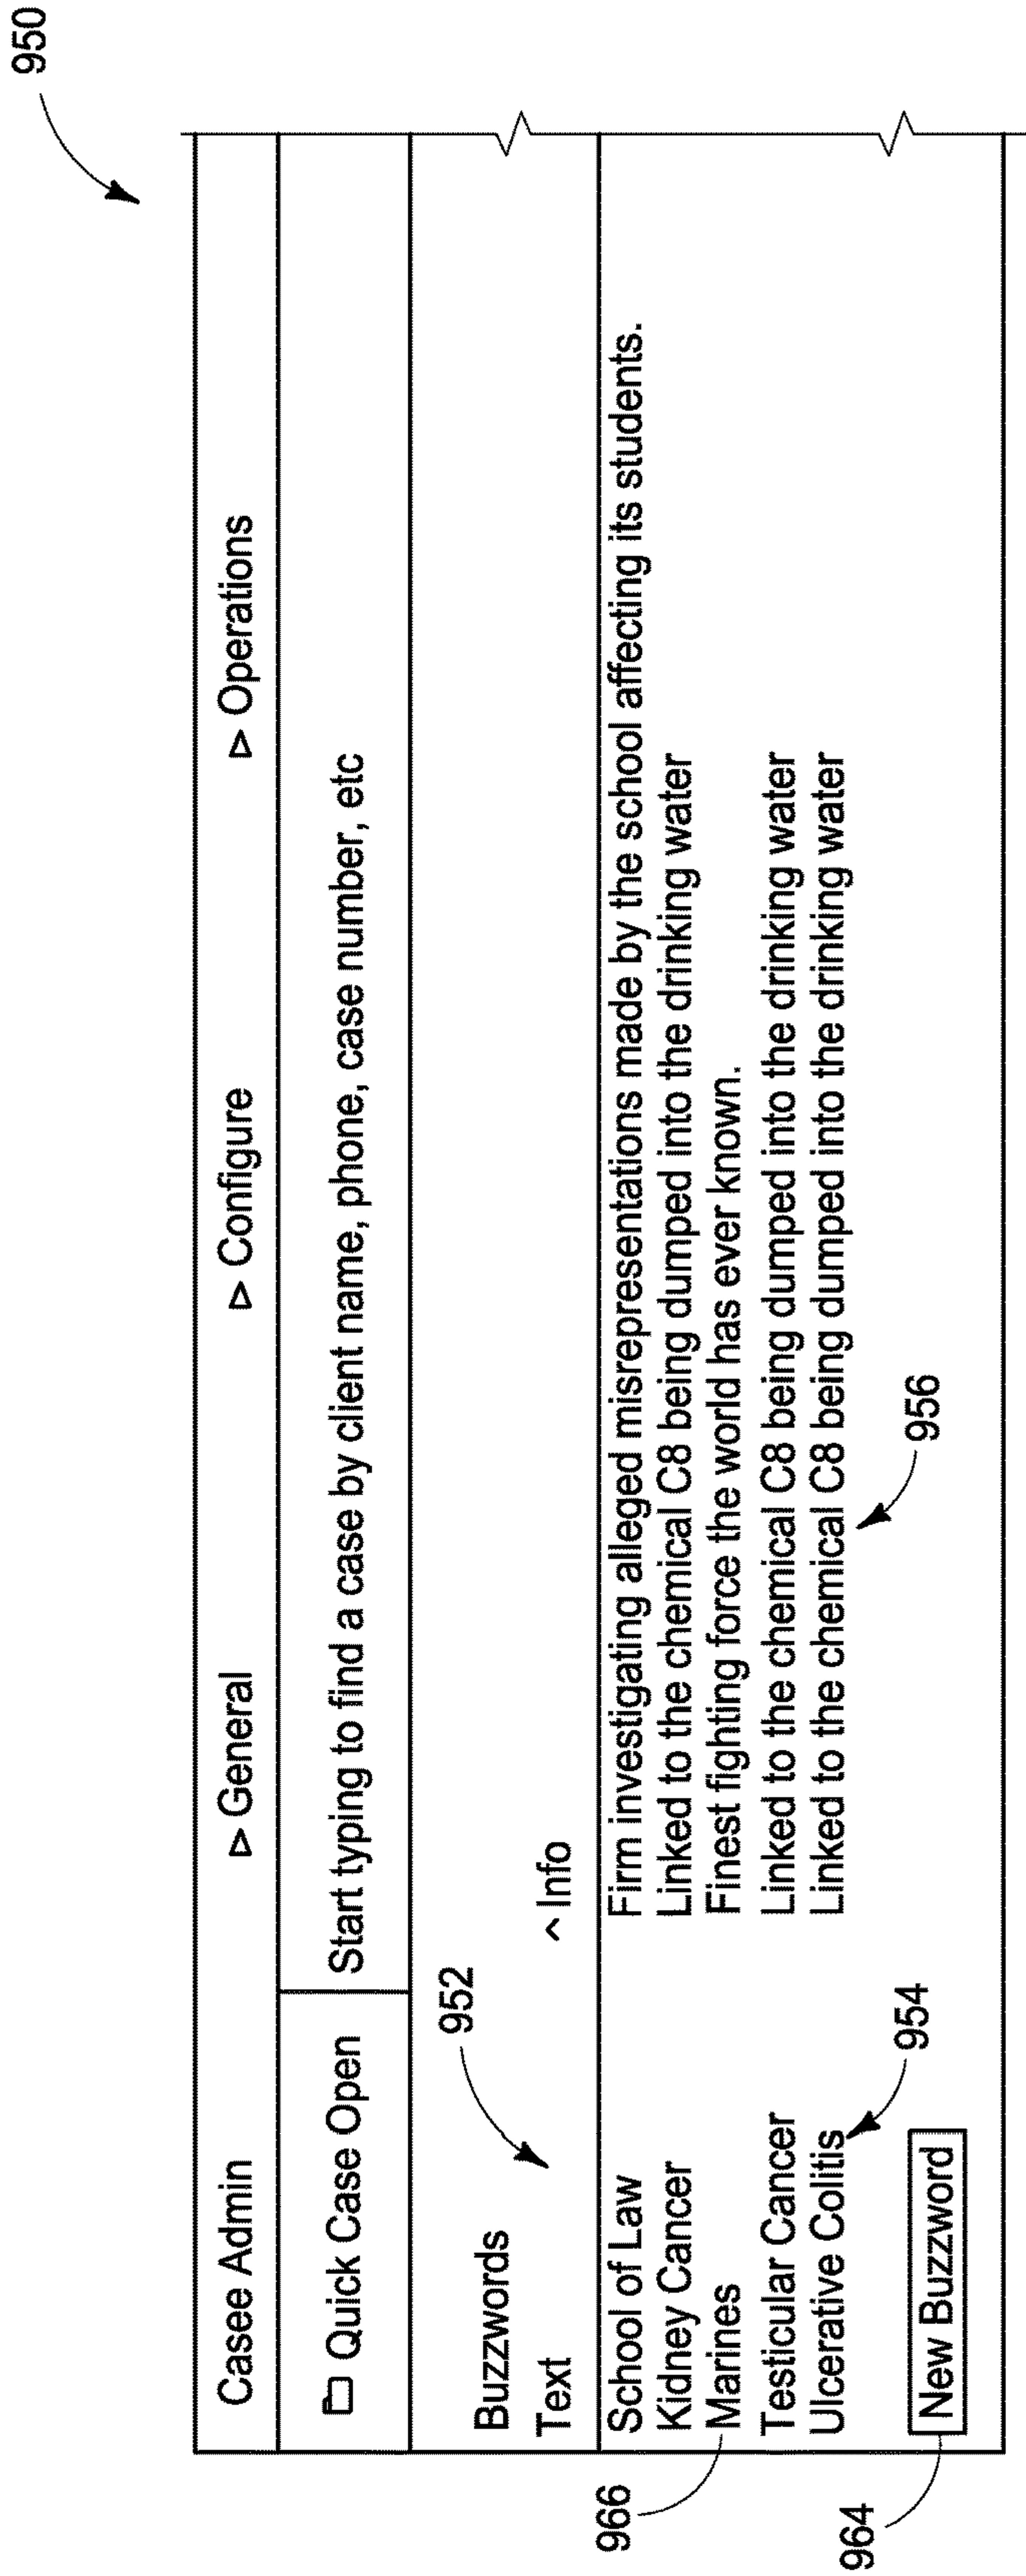 950
Casee Admin ▷ General ▷ Configure ▷ Operations
Quick Case Open Start typing to find a case by client name, phone, case number, etc
952
Buzzwords
Text ^ Info
School of Law Firm investigating alleged misrepresentations made by the school affecting its students.
Kidney Cancer Linked to the chemical C8 being dumped into the drinking water
966
Marines Finest fighting force the world has ever known.
Testicular Cancer Linked to the chemical C8 being dumped into the drinking water
Ulcerative Colitis Linked to the chemical C8 being dumped into the drinking water
954
956
964
New Buzzword